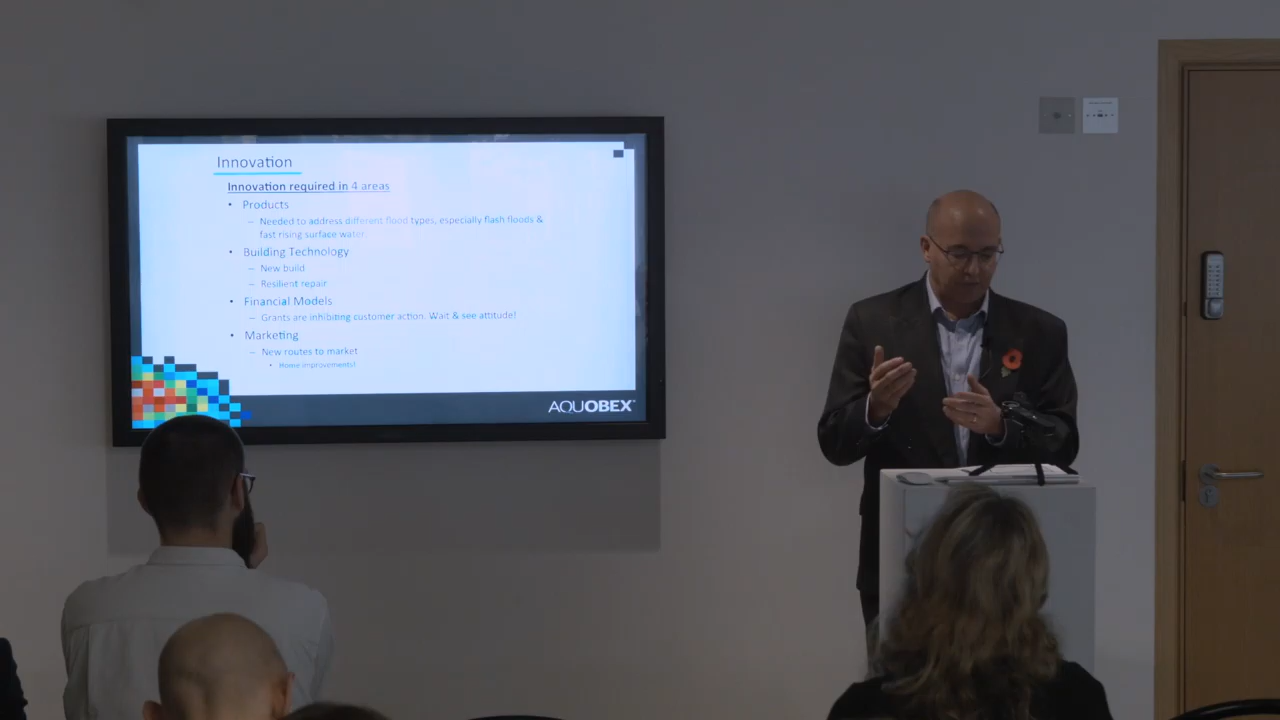 Innovation
Innovation required in 4 areas
• Products
– Needed to address different flood types, especially flash floods &
fast rising surface water
• Building Technology
– New build
– Resilient repair
• Financial Models
– Grants are inhibiting customer action. Wait & see attitude!
• Marketing
– New routes to market
• Home improvements!
AQUOBEX